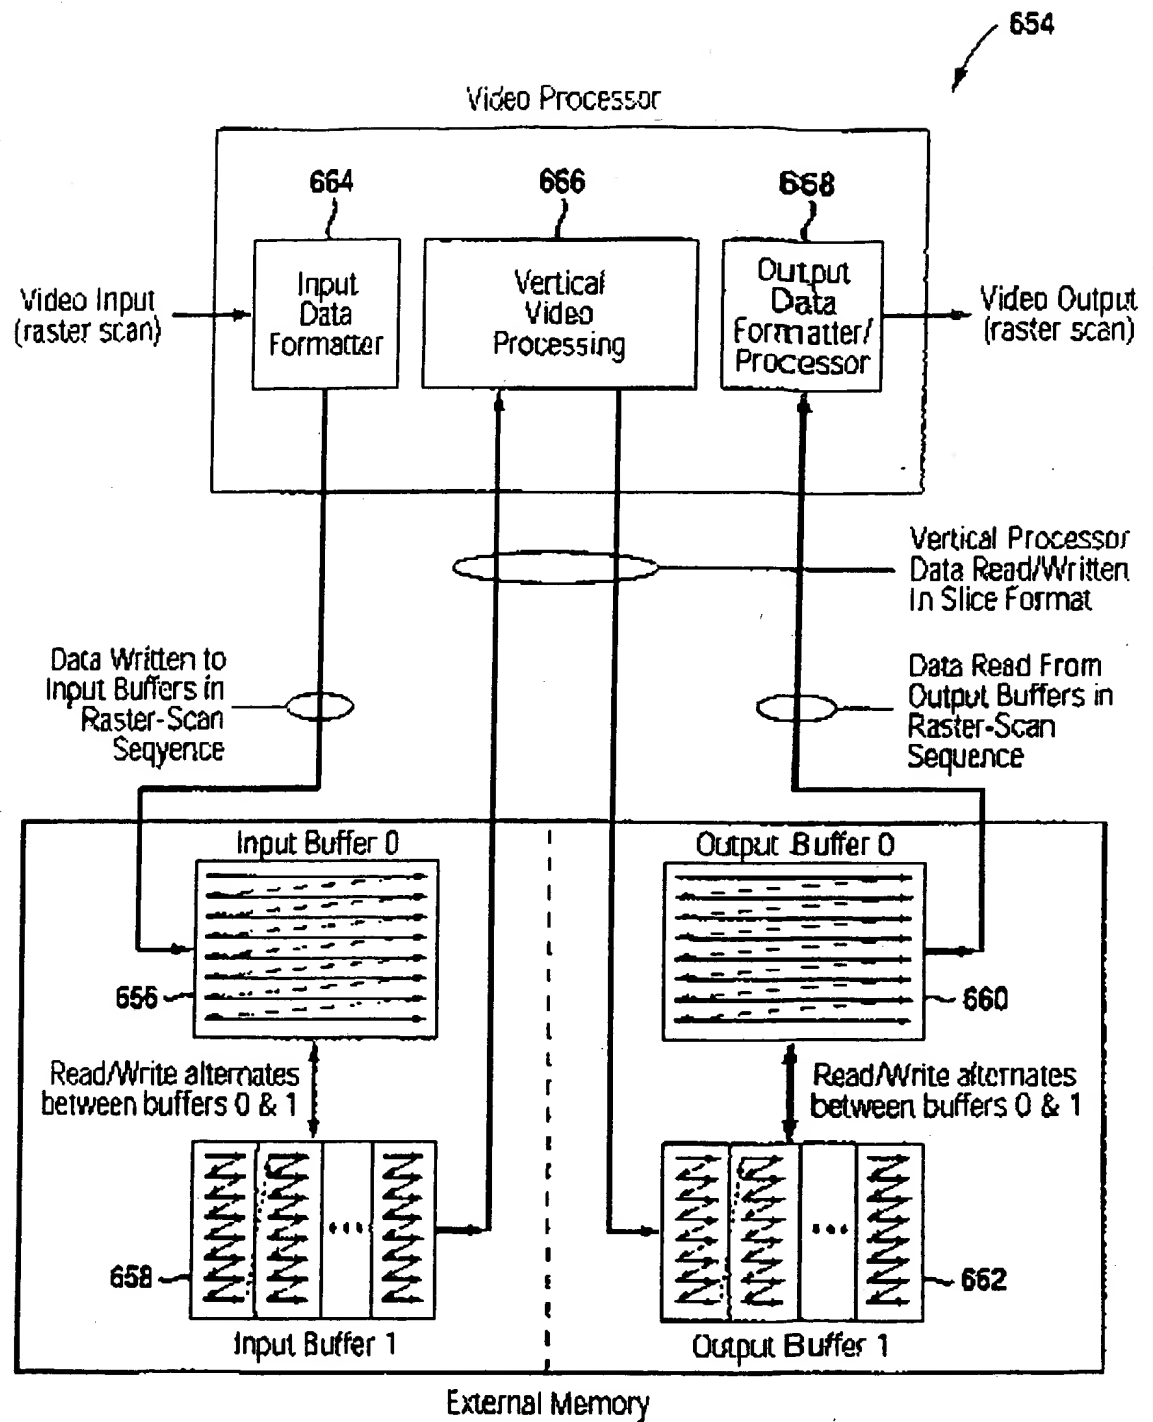 654
Video Processor
664
666
668
Video Input
(raster scan)
Input
Data
Formatter
Vertical
Video
Processing
Output
Data
Formatter/
Processor
Video Output
(raster scan)
Vertical Processor
Data Read/Written
In Slice Format
Data Written to
Input Buffers in
Raster-Scan
Seqyence
Data Read From
Output Buffers in
Raster-Scan
Sequence
Input Buffer 0
Output Buffer 0
656
660
Read/Write alternates
between buffers 0 & 1
Read/Write alternates
between buffers 0 & 1
658
662
Input Buffer 1
Output Buffer 1
External Memory